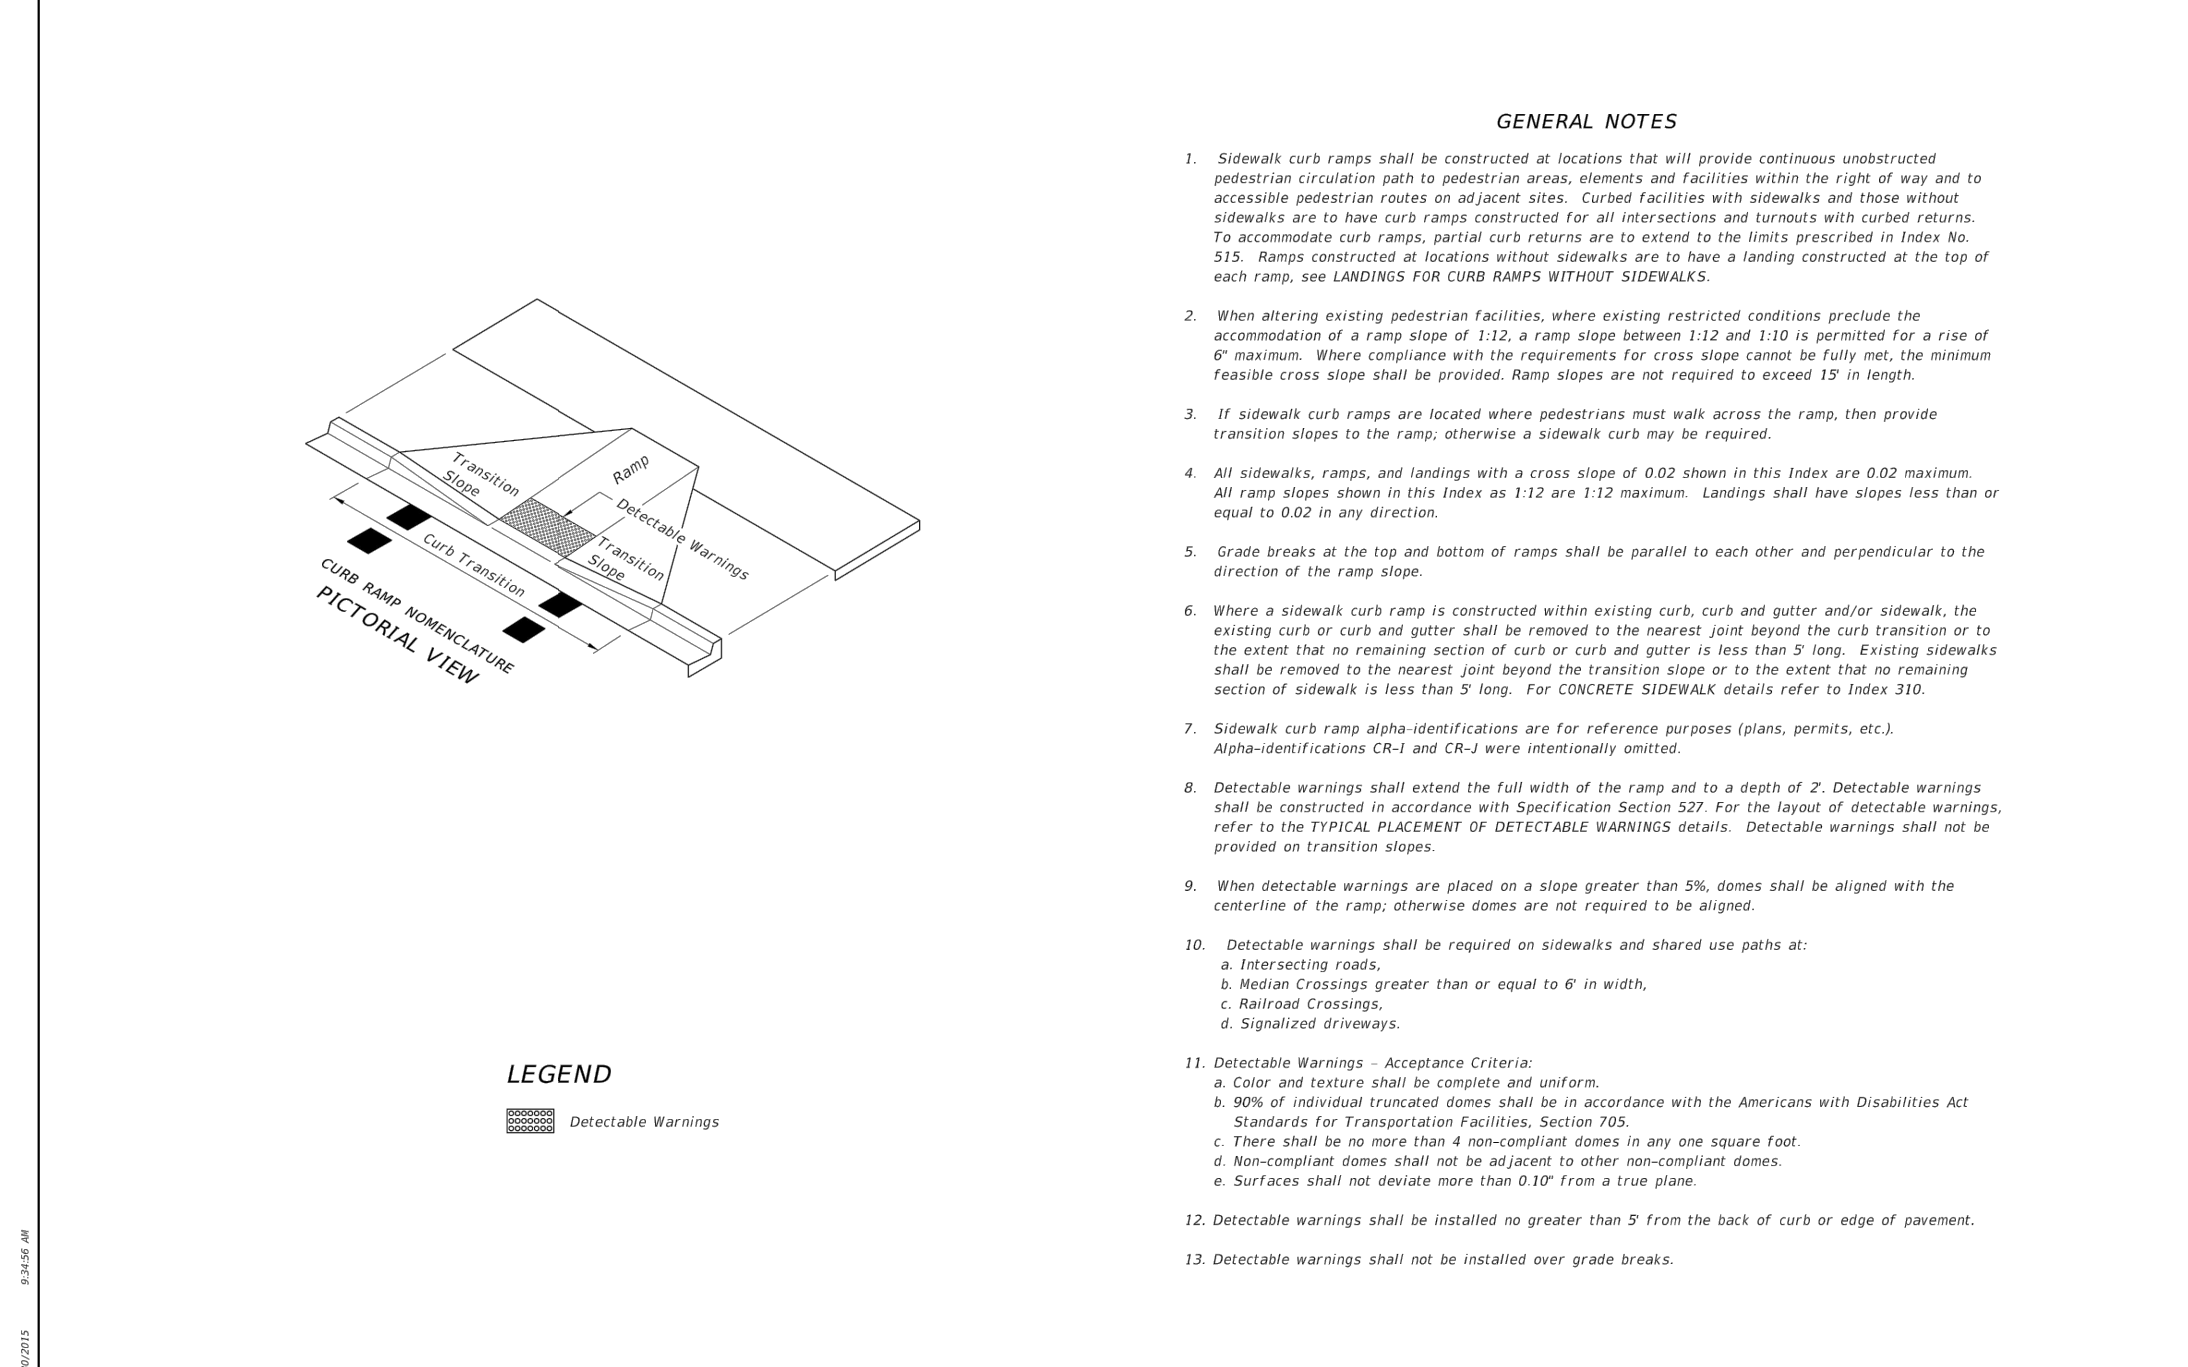 Transition
Slope
Ramp
Detectable Warnings
Transition
Slope
Curb Transition
CURB RAMP NOMENCLATURE
PICTORIAL VIEW
LEGEND
Detectable Warnings
9:34:56 AM
0/2015
GENERAL NOTES
1. Sidewalk curb ramps shall be constructed at locations that will provide continuous unobstructed
pedestrian circulation path to pedestrian areas, elements and facilities within the right of way and to
accessible pedestrian routes on adjacent sites. Curbed facilities with sidewalks and those without
sidewalks are to have curb ramps constructed for all intersections and turnouts with curbed returns.
To accommodate curb ramps, partial curb returns are to extend to the limits prescribed in Index No.
515. Ramps constructed at locations without sidewalks are to have a landing constructed at the top of
each ramp, see LANDINGS FOR CURB RAMPS WITHOUT SIDEWALKS.
2. When altering existing pedestrian facilities, where existing restricted conditions preclude the
accommodation of a ramp slope of 1:12, a ramp slope between 1:12 and 1:10 is permitted for a rise of
6" maximum. Where compliance with the requirements for cross slope cannot be fully met, the minimum
feasible cross slope shall be provided. Ramp slopes are not required to exceed 15' in length.
3. If sidewalk curb ramps are located where pedestrians must walk across the ramp, then provide
transition slopes to the ramp; otherwise a sidewalk curb may be required.
4. All sidewalks, ramps, and landings with a cross slope of 0.02 shown in this Index are 0.02 maximum.
All ramp slopes shown in this Index as 1:12 are 1:12 maximum. Landings shall have slopes less than or
equal to 0.02 in any direction.
5. Grade breaks at the top and bottom of ramps shall be parallel to each other and perpendicular to the
direction of the ramp slope.
6. Where a sidewalk curb ramp is constructed within existing curb, curb and gutter and/or sidewalk, the
existing curb or curb and gutter shall be removed to the nearest joint beyond the curb transition or to
the extent that no remaining section of curb or curb and gutter is less than 5' long. Existing sidewalks
shall be removed to the nearest joint beyond the transition slope or to the extent that no remaining
section of sidewalk is less than 5' long. For CONCRETE SIDEWALK details refer to Index 310.
7. Sidewalk curb ramp alpha-identifications are for reference purposes (plans, permits, etc.).
Alpha-identifications CR-I and CR-J were intentionally omitted.
8. Detectable warnings shall extend the full width of the ramp and to a depth of 2'. Detectable warnings
shall be constructed in accordance with Specification Section 527. For the layout of detectable warnings,
refer to the TYPICAL PLACEMENT OF DETECTABLE WARNINGS details. Detectable warnings shall not be
provided on transition slopes.
9. When detectable warnings are placed on a slope greater than 5%, domes shall be aligned with the
centerline of the ramp; otherwise domes are not required to be aligned.
10. Detectable warnings shall be required on sidewalks and shared use paths at:
a. Intersecting roads,
b. Median Crossings greater than or equal to 6' in width,
c. Railroad Crossings,
d. Signalized driveways.
11. Detectable Warnings - Acceptance Criteria:
a. Color and texture shall be complete and uniform.
b. 90% of individual truncated domes shall be in accordance with the Americans with Disabilities Act
Standards for Transportation Facilities, Section 705.
c. There shall be no more than 4 non-compliant domes in any one square foot.
d. Non-compliant domes shall not be adjacent to other non-compliant domes.
e. Surfaces shall not deviate more than 0.10" from a true plane.
12. Detectable warnings shall be installed no greater than 5' from the back of curb or edge of pavement.
13. Detectable warnings shall not be installed over grade breaks.